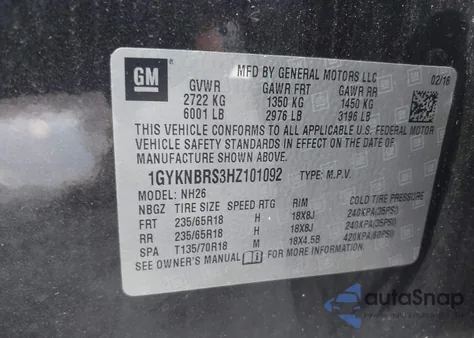 GM
MFD BY GENERAL MOTORS LLC
02/16
GVWR GAWR FRT GAWR RR
2722 KG 1350 KG 1450 KG
6001 LB 2976 LB 3196 LB
THIS VEHICLE CONFORMS TO ALL APPLICABLE U.S. FEDERAL MOTOR
VEHICLE SAFETY STANDARDS IN EFFECT ON THE DATE OF
MANUFACTURE SHOWN ABOVE.
1GYKNBRS3HZ101092 TYPE: M.P.V.
MODEL: NH26
NBGZ TIRE SIZE SPEED RTG RIM COLD TIRE PRESSURE
FRT 235/65R18 H 18X8J 240KPA(35PSI)
RR 235/65R18 H 18X8J 240KPA(35PSI)
SPA T135/70R18 M 18X4.5B 420KPA(60PSI)
SEE OWNER'S MANUAL i FOR MORE INFORMATION.
autoSnap